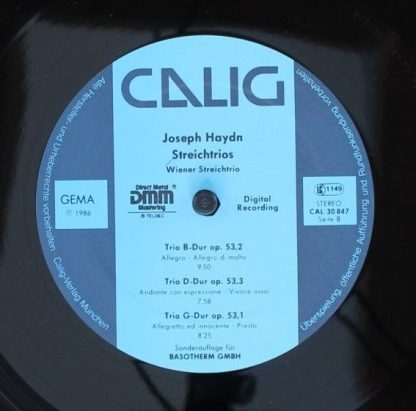 CALIG
Joseph Haydn
Streichtrios
Wiener Streichtrio
GEMA
℗ 1986
Direct Metal
DMM ®
Mastering
Digital
Recording
1149
STEREO
CAL 30 847
Seite B
Trio B-Dur op. 53,2
Allegro · Allegro di molto
9:50
Trio D-Dur op. 53,3
Andante con espressione · Vivace assai
7:58
Trio G-Dur op. 53,1
Allegretto ed innocente · Presto
8:25
Sonderauflage für
BASOTHERM GMBH
Calig-Verlag München
Alle Hersteller- und Urheberrechte vorbehalten
Überspielung, öffentliche Aufführung und Rundfunksendung vorbehalten